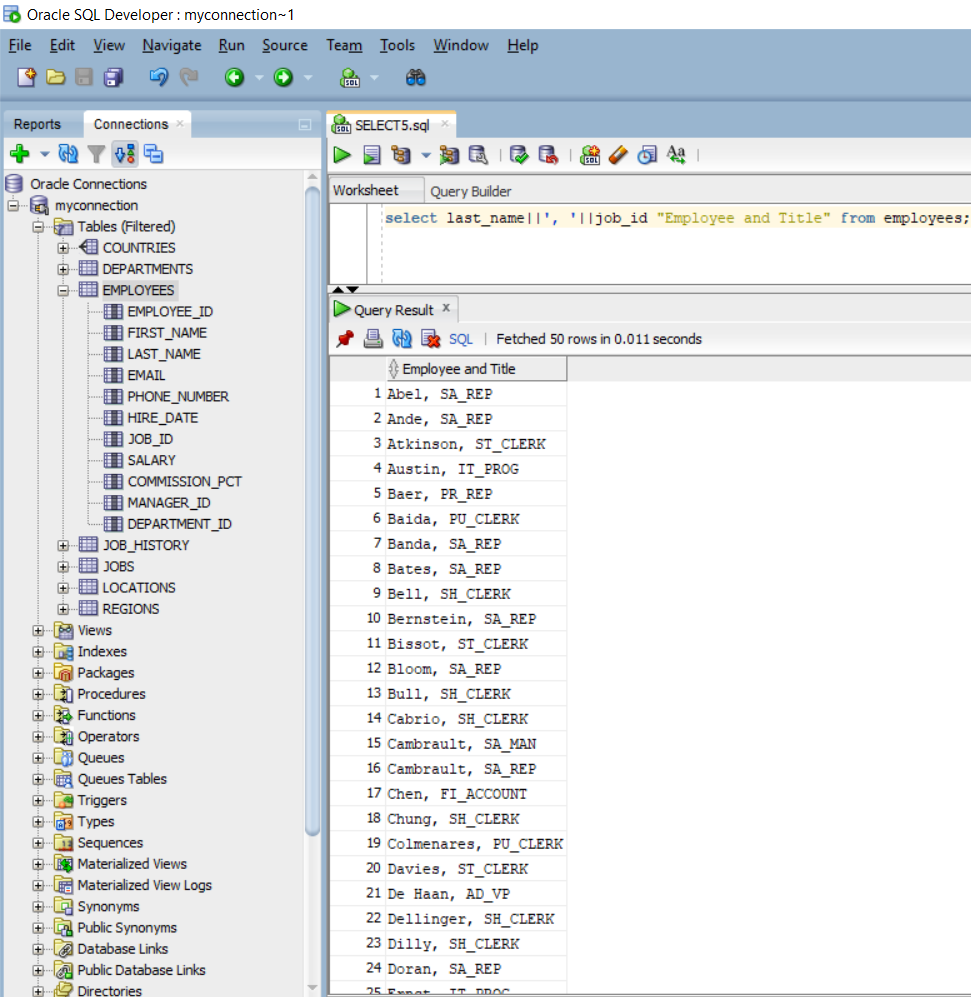 Oracle SQL Developer : myconnection~1
File Edit View Navigate Run Source Team Tools Window Help
Reports Connections
SELECT5.sql
Oracle Connections
myconnection
Tables (Filtered)
COUNTRIES
DEPARTMENTS
EMPLOYEES
EMPLOYEE_ID
FIRST_NAME
LAST_NAME
EMAIL
PHONE_NUMBER
HIRE_DATE
JOB_ID
SALARY
COMMISSION_PCT
MANAGER_ID
DEPARTMENT_ID
JOB_HISTORY
JOBS
LOCATIONS
REGIONS
Views
Indexes
Packages
Procedures
Functions
Operators
Queues
Queues Tables
Triggers
Types
Sequences
Materialized Views
Materialized View Logs
Synonyms
Public Synonyms
Database Links
Public Database Links
Directories
Worksheet Query Builder
select last_name||', '||job_id "Employee and Title" from employees;
Query Result
SQL | Fetched 50 rows in 0.011 seconds
Employee and Title
1 Abel, SA_REP
2 Ande, SA_REP
3 Atkinson, ST_CLERK
4 Austin, IT_PROG
5 Baer, PR_REP
6 Baida, PU_CLERK
7 Banda, SA_REP
8 Bates, SA_REP
9 Bell, SH_CLERK
10 Bernstein, SA_REP
11 Bissot, ST_CLERK
12 Bloom, SA_REP
13 Bull, SH_CLERK
14 Cabrio, SH_CLERK
15 Cambrault, SA_MAN
16 Cambrault, SA_REP
17 Chen, FI_ACCOUNT
18 Chung, SH_CLERK
19 Colmenares, PU_CLERK
20 Davies, ST_CLERK
21 De Haan, AD_VP
22 Dellinger, SH_CLERK
23 Dilly, SH_CLERK
24 Doran, SA_REP
25 Ernst, IT_PROG